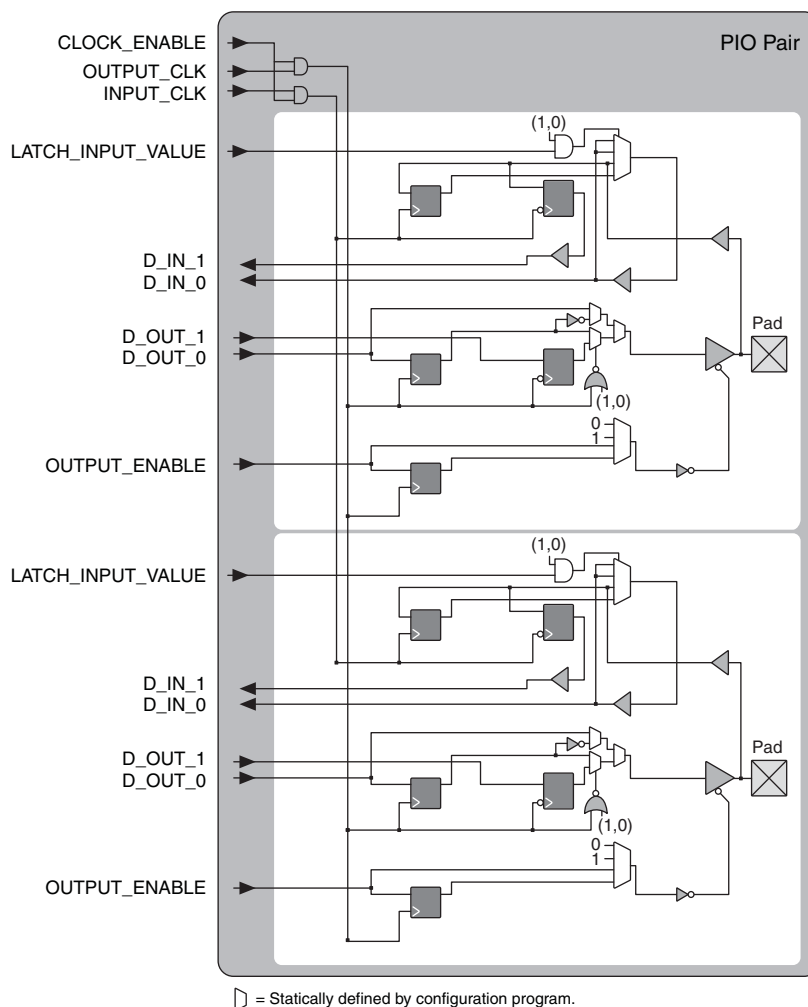 PIO Pair
CLOCK_ENABLE
OUTPUT_CLK
INPUT_CLK
(1,0)
LATCH_INPUT_VALUE
D_IN_1
D_IN_0
D_OUT_1
D_OUT_0
Pad
(1,0)
0
1
OUTPUT_ENABLE
(1,0)
LATCH_INPUT_VALUE
D_IN_1
D_IN_0
D_OUT_1
D_OUT_0
Pad
(1,0)
0
1
OUTPUT_ENABLE
= Statically defined by configuration program.